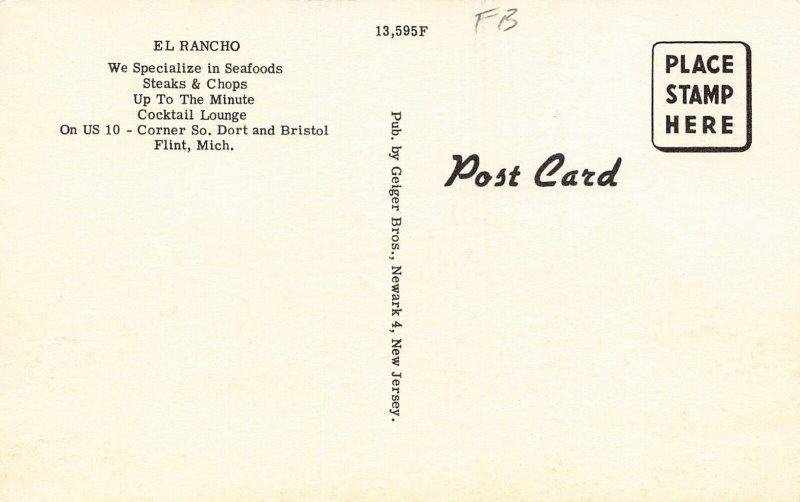 13,595F
FB
EL RANCHO
We Specialize in Seafoods
Steaks & Chops
Up To The Minute
Cocktail Lounge
On US 10 - Corner So. Dort and Bristol
Flint, Mich.
Pub. by Geiger Bros., Newark 4, New Jersey.
Post Card
PLACE
STAMP
HERE